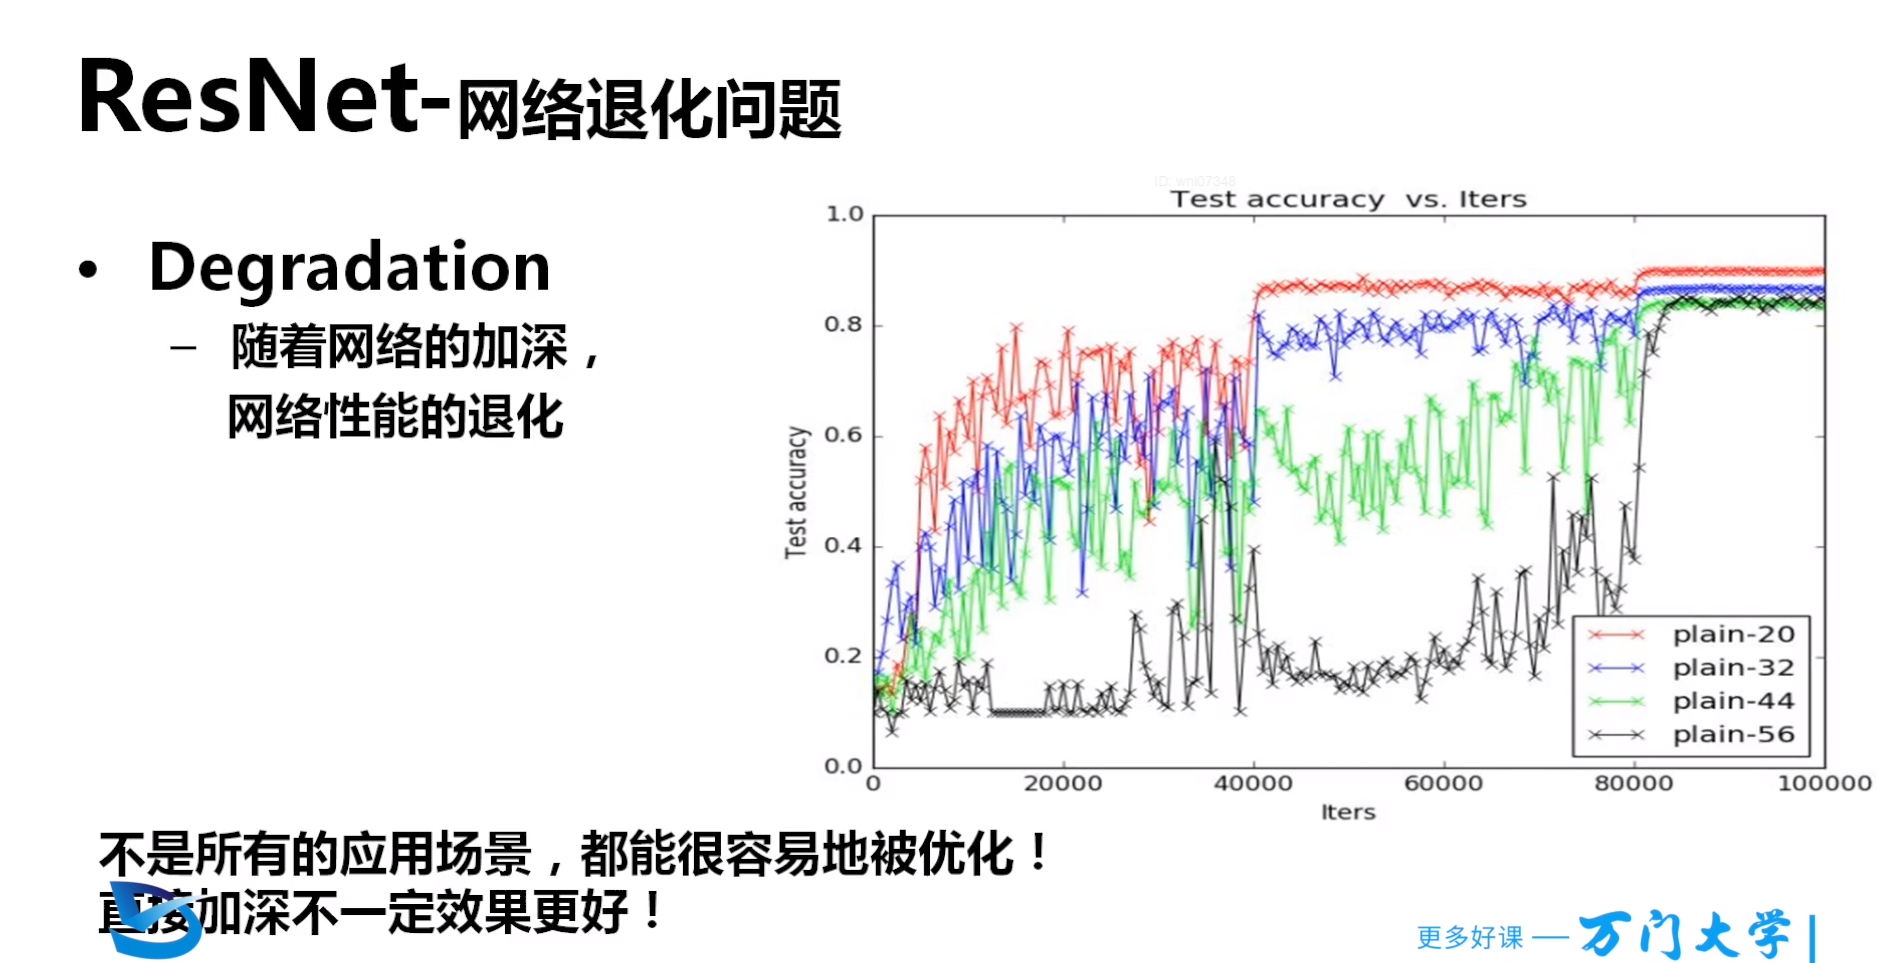 ResNet-网络退化问题
• Degradation
– 随着网络的加深，
网络性能的退化
ID: wnl07348
Test accuracy vs. Iters
1.0
0.8
0.6
0.4
0.2
0.0
Test accuracy
0 20000 40000 60000 80000 100000
Iters
plain-20
plain-32
plain-44
plain-56
不是所有的应用场景，都能很容易地被优化！
直接加深不一定效果更好！
更多好课 — 万门大学